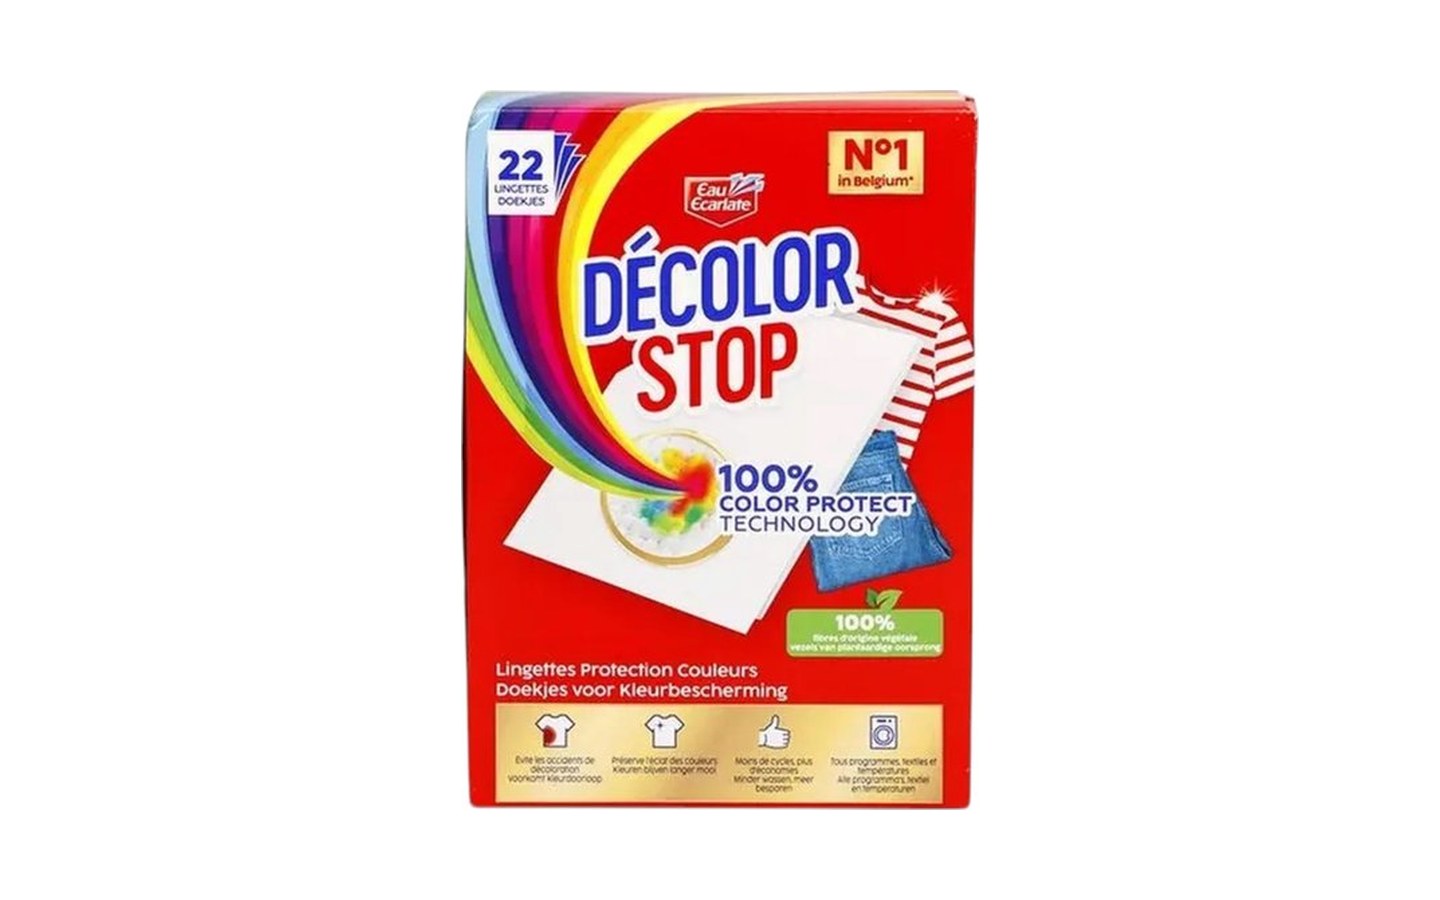 22
LINGETTES
DOEKJES
N°1
in Belgium*
Eau
Ecarlate
DÉCOLOR
STOP
100%
COLOR PROTECT
TECHNOLOGY
100%
fibres d'origine végétale
vezels van plantaardige oorsprong
Lingettes Protection Couleurs
Doekjes voor Kleurbescherming
Evite les accidents de
décoloration
voorkomt kleurdoorloop
Préserve l'éclat des couleurs
Kleuren blijven langer mooi
Moins de cycles, plus
d'économies
Minder wassen, meer
besparen
Tous programmes, textiles et
températures
Alle programma's, textiel
en temperaturen